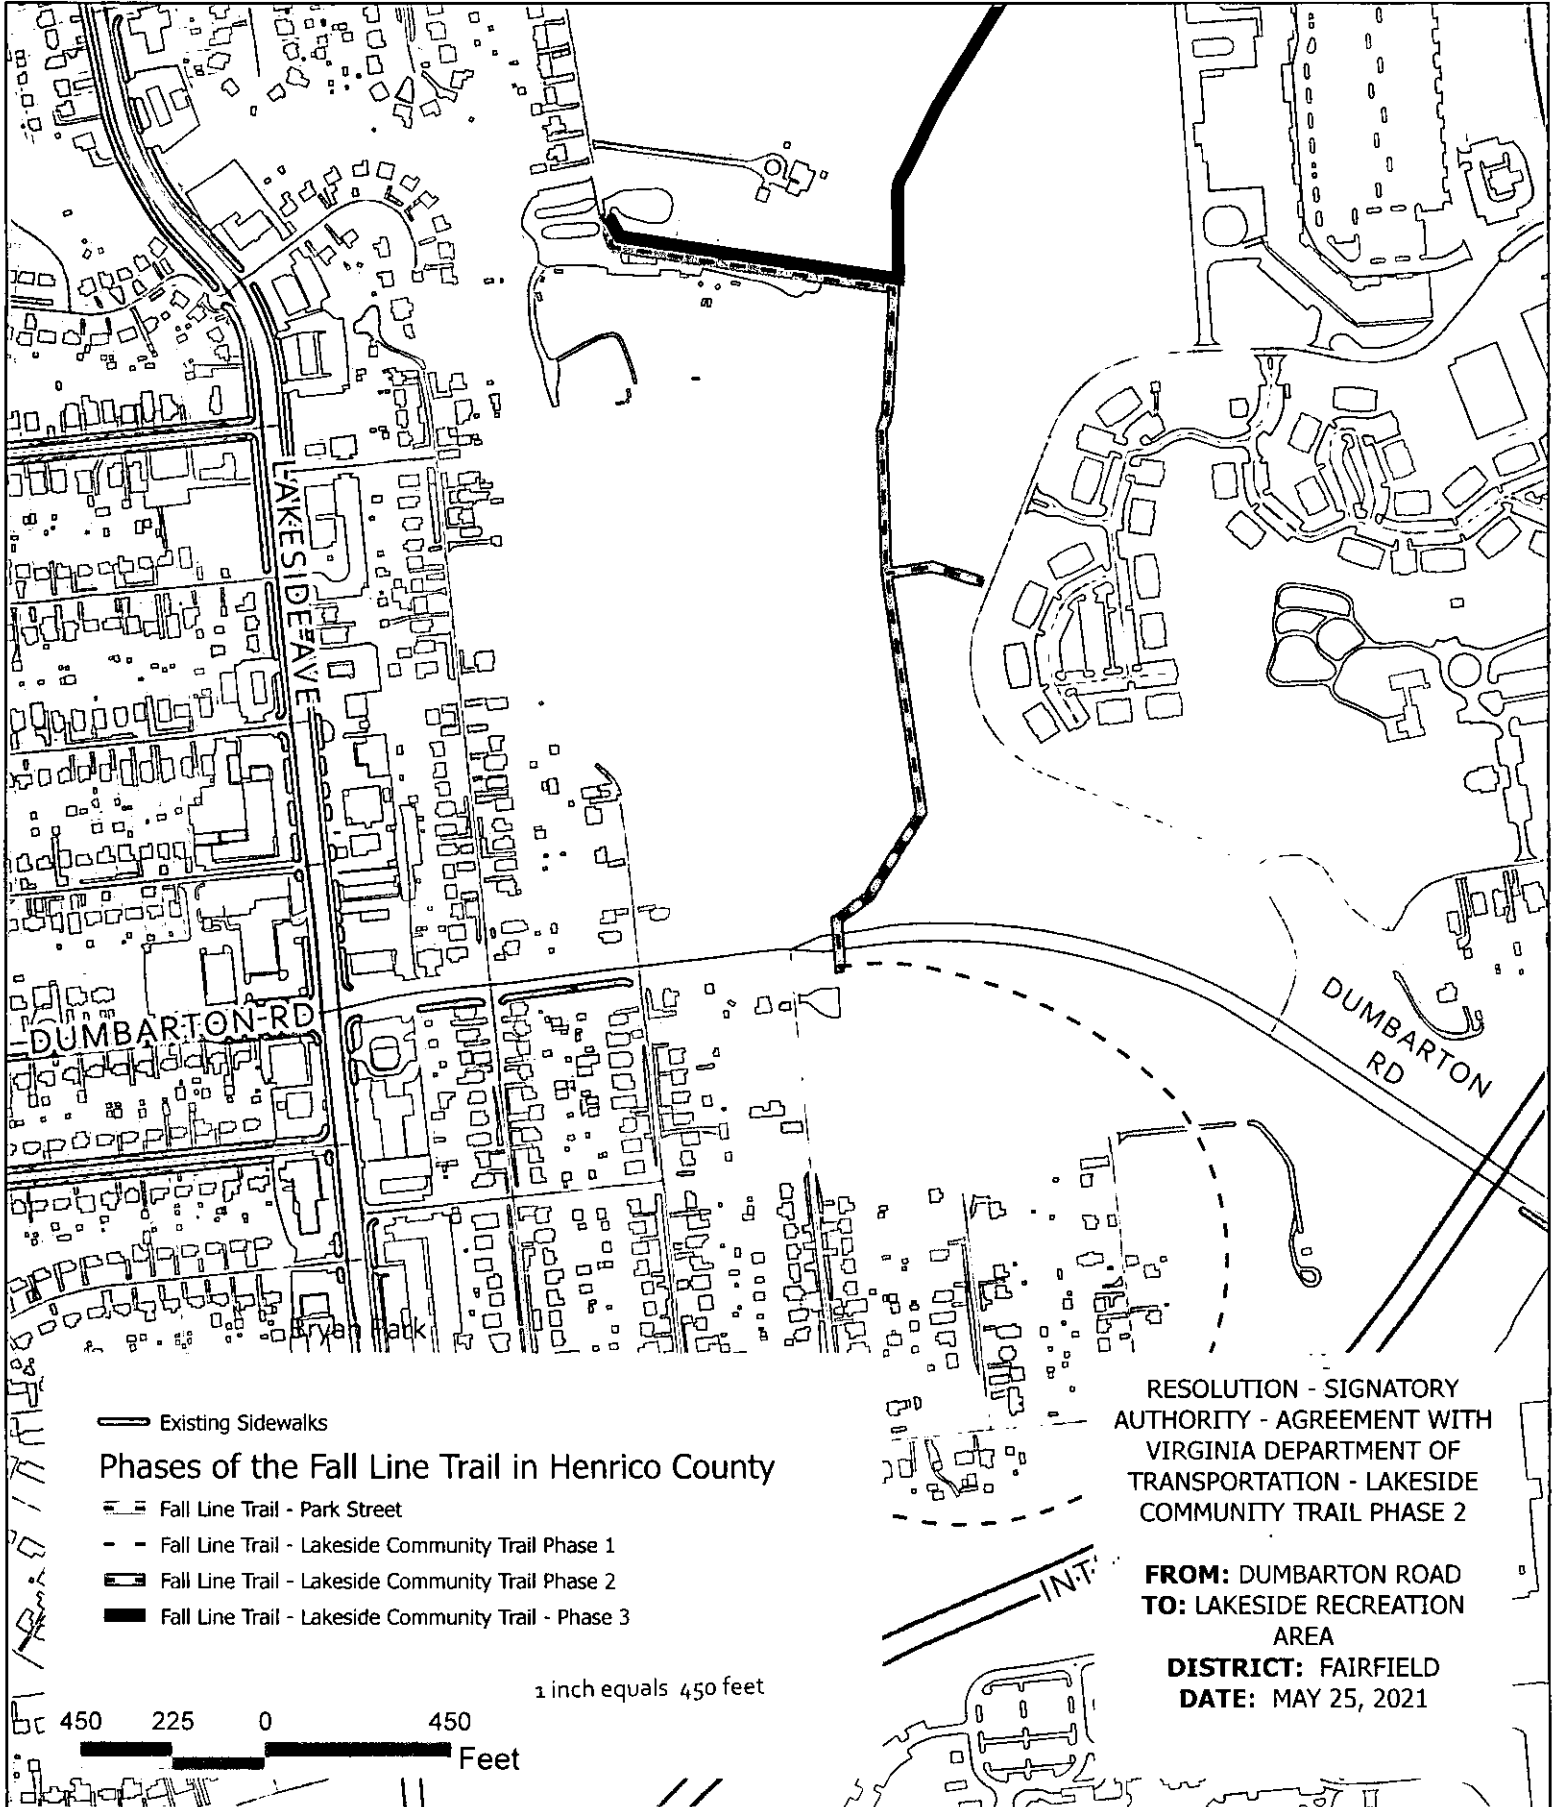 LAKESIDE AVE
DUMBARTON RD
DUMBARTON
RD
Bryan Park
Existing Sidewalks
Phases of the Fall Line Trail in Henrico County
Fall Line Trail - Park Street
Fall Line Trail - Lakeside Community Trail Phase 1
Fall Line Trail - Lakeside Community Trail Phase 2
Fall Line Trail - Lakeside Community Trail - Phase 3
1 inch equals 450 feet
450 225 0 450
Feet
INT
RESOLUTION - SIGNATORY
AUTHORITY - AGREEMENT WITH
VIRGINIA DEPARTMENT OF
TRANSPORTATION - LAKESIDE
COMMUNITY TRAIL PHASE 2
FROM: DUMBARTON ROAD
TO: LAKESIDE RECREATION
AREA
DISTRICT: FAIRFIELD
DATE: MAY 25, 2021